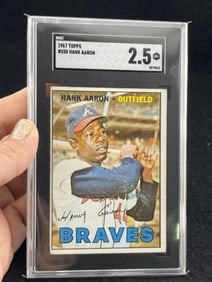 1967 TOPPS
#250 HANK AARON
2.5
HANK AARON • OUTFIELD
BRAVES